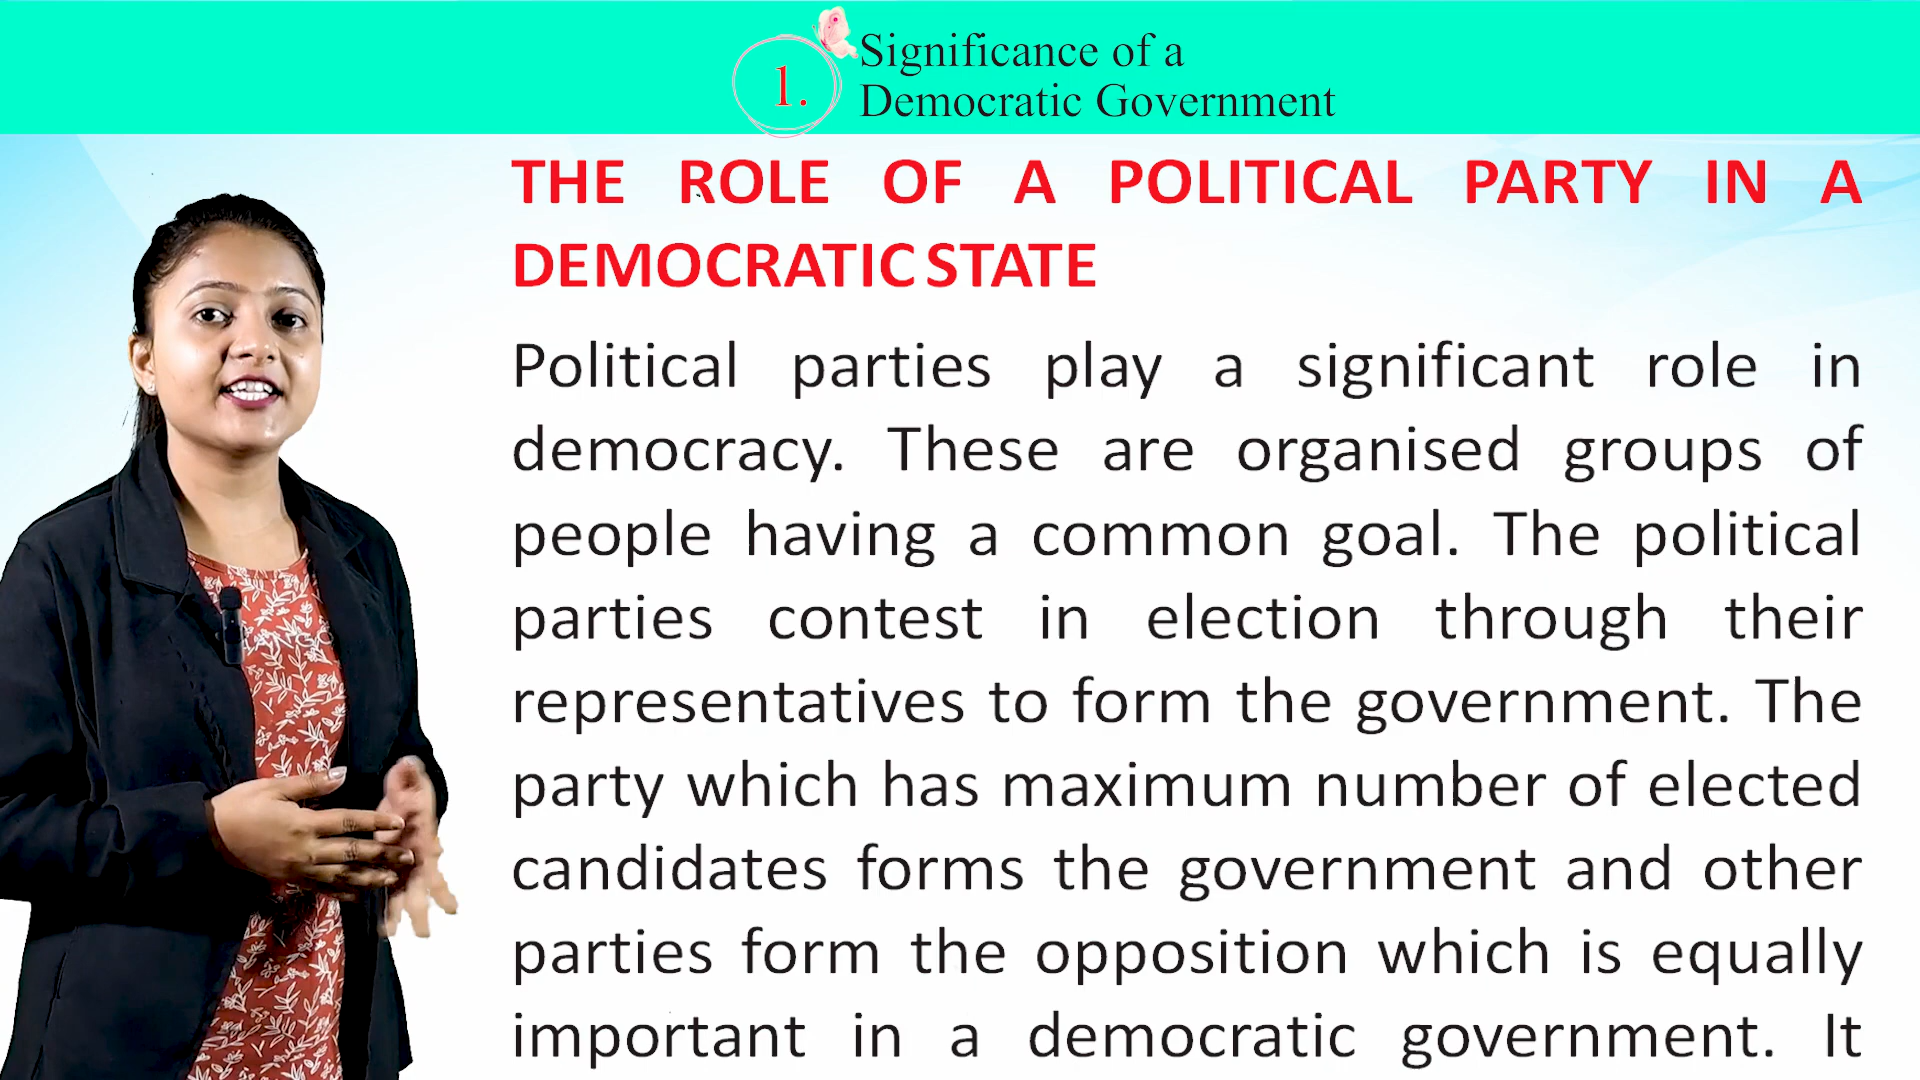 1.
Significance of a
Democratic Government
THE ROLE OF A POLITICAL PARTY IN A
DEMOCRATIC STATE
Political parties play a significant role in
democracy. These are organised groups of
people having a common goal. The political
parties contest in election through their
representatives to form the government. The
party which has maximum number of elected
candidates forms the government and other
parties form the opposition which is equally
important in a democratic government. It